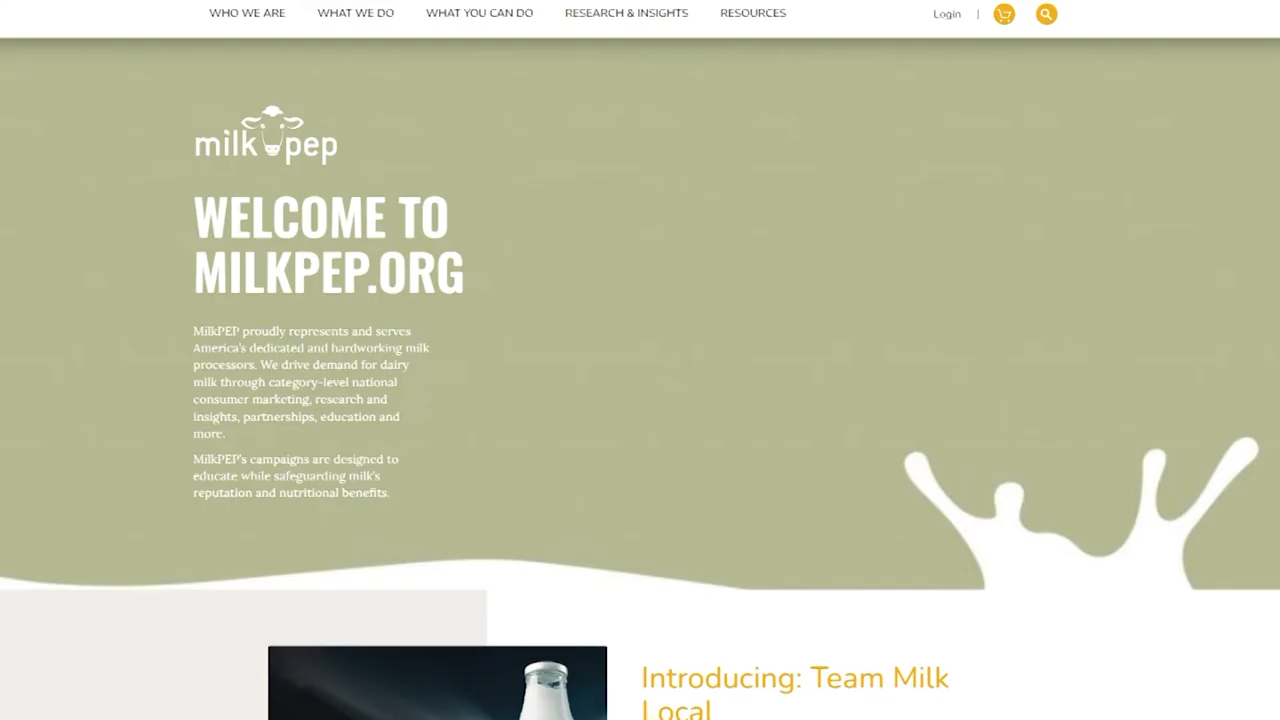 WHO WE ARE WHAT WE DO WHAT YOU CAN DO RESEARCH & INSIGHTS RESOURCES Login |
milk pep
WELCOME TO
MILKPEP.ORG
MilkPEP proudly represents and serves
America's dedicated and hardworking milk
processors. We drive demand for dairy
milk through category-level national
consumer marketing, research and
insights, partnerships, education and
more.
MilkPEP's campaigns are designed to
educate while safeguarding milk's
reputation and nutritional benefits.
Introducing: Team Milk
Local